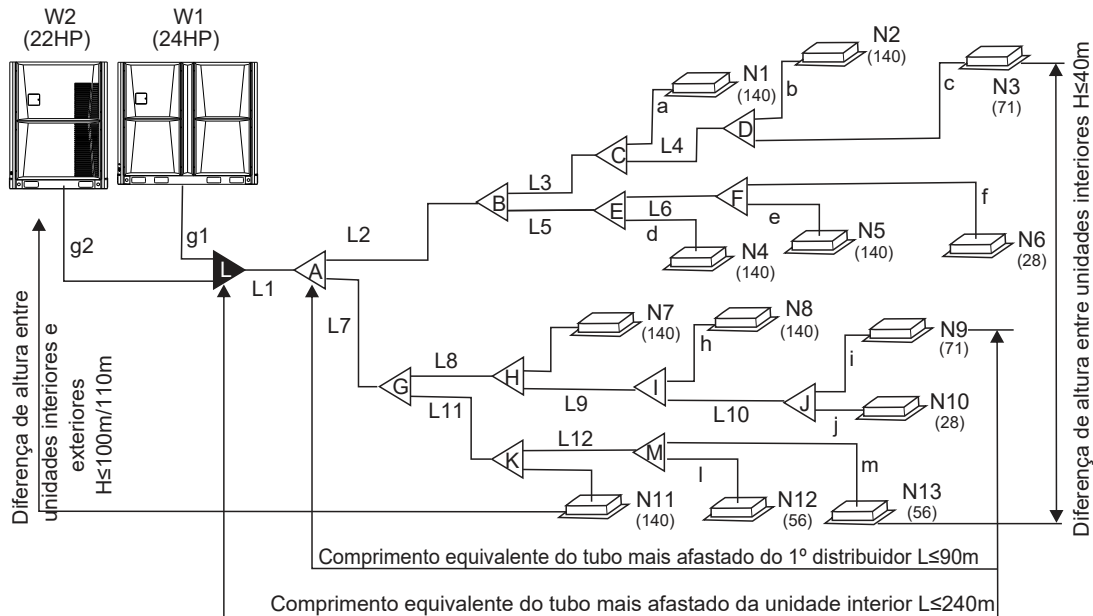 W2
(22HP)
W1
(24HP)
g2
g1
L
L1
A
L2
L7
B
L3
L5
C
a
L4
D
b
c
N1
(140)
N2
(140)
N3
(71)
E
L6
d
F
e
f
N4
(140)
N5
(140)
N6
(28)
G
L8
L11
H
L9
N7
(140)
I
h
L10
N8
(140)
J
i
j
N9
(71)
N10
(28)
K
L12
M
l
m
N11
(140)
N12
(56)
N13
(56)
Diferença de altura entre
unidades interiores e
exteriores
H≤100m/110m
Diferença de altura entre unidades interiores H≤40m
Comprimento equivalente do tubo mais afastado do 1º distribuidor L≤90m
Comprimento equivalente do tubo mais afastado da unidade interior L≤240m